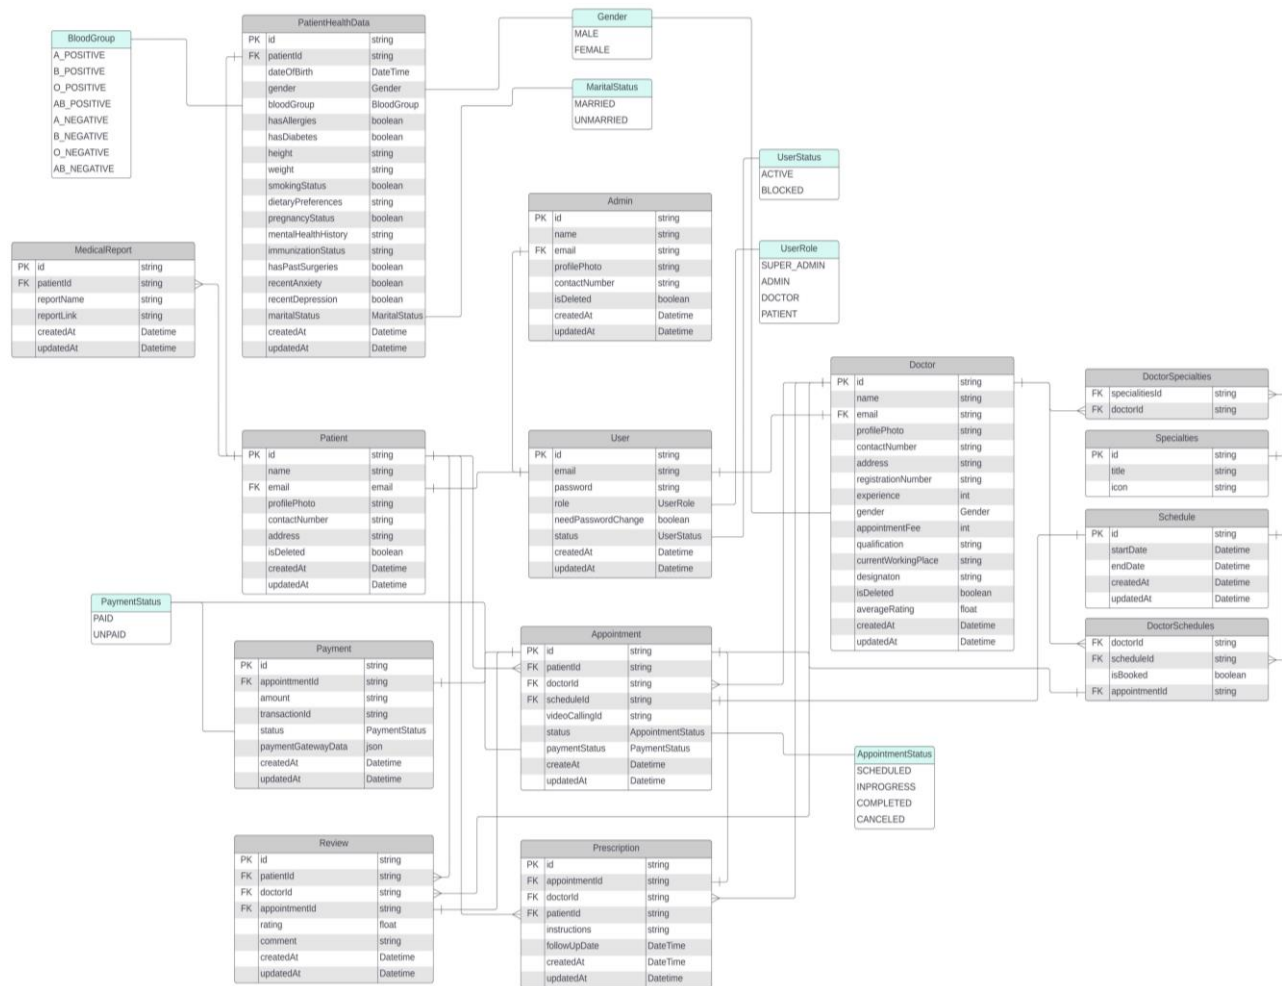 BloodGroup
A_POSITIVE
B_POSITIVE
O_POSITIVE
AB_POSITIVE
A_NEGATIVE
B_NEGATIVE
O_NEGATIVE
AB_NEGATIVE
PatientHealthData
PK id string
FK patientId string
dateOfBirth DateTime
gender Gender
bloodGroup BloodGroup
hasAllergies boolean
hasDiabetes boolean
height string
weight string
smokingStatus boolean
dietaryPreferences string
pregnancyStatus boolean
mentalHealthHistory string
immunizationStatus string
hasPastSurgeries boolean
recentAnxiety boolean
recentDepression boolean
maritalStatus MaritalStatus
createdAt Datetime
updatedAt Datetime
Gender
MALE
FEMALE
MaritalStatus
MARRIED
UNMARRIED
UserStatus
ACTIVE
BLOCKED
UserRole
SUPER_ADMIN
ADMIN
DOCTOR
PATIENT
Admin
PK id string
name string
FK email string
profilePhoto string
contactNumber string
isDeleted boolean
createdAt Datetime
updatedAt Datetime
MedicalReport
PK id string
FK patientId string
reportName string
reportLink string
createdAt Datetime
updatedAt Datetime
Patient
PK id string
name string
FK email email
profilePhoto string
contactNumber string
address string
isDeleted boolean
createdAt Datetime
updatedAt Datetime
User
PK id string
email string
password string
role UserRole
needPasswordChange boolean
status UserStatus
createdAt Datetime
updatedAt Datetime
Doctor
PK id string
name string
FK email string
profilePhoto string
contactNumber string
address string
registrationNumber string
experience int
gender Gender
appointmentFee int
qualification string
currentWorkingPlace string
designaton string
isDeleted boolean
averageRating float
createdAt Datetime
updatedAt Datetime
DoctorSpecialties
FK specialitiesId string
FK doctorId string
Specialties
PK id string
title string
icon string
Schedule
PK id string
startDate Datetime
endDate Datetime
createdAt Datetime
updatedAt Datetime
DoctorSchedules
FK doctorId string
FK scheduleId string
isBooked boolean
FK appointmentId string
PaymentStatus
PAID
UNPAID
Payment
PK id string
FK appointtmentId string
amount string
transactionId string
status PaymentStatus
paymentGatewayData json
createdAt Datetime
updatedAt Datetime
Appointment
PK id string
FK patientId string
FK doctorId string
FK scheduleId string
videoCallingId string
status AppointmentStatus
paymentStatus PaymentStatus
createAt Datetime
updatedAt Datetime
AppointmentStatus
SCHEDULED
INPROGRESS
COMPLETED
CANCELED
Review
PK id string
FK patientId string
FK doctorId string
FK appointmentId string
rating float
comment string
createdAt Datetime
updatedAt Datetime
Prescription
PK id string
FK appointmentId string
FK doctorId string
FK patientId string
instructions string
followUpDate DateTime
createdAt DateTime
updatedAt Datetime